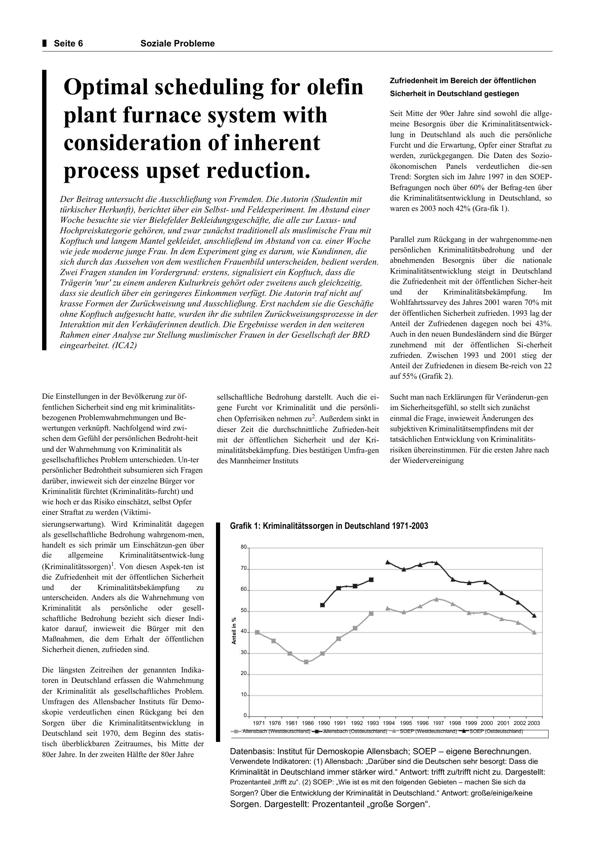 Seite 6
Soziale Probleme
Optimal scheduling for olefin
plant furnace system with
consideration of inherent
process upset reduction.
Der Beitrag untersucht die Ausschließung von Fremden. Die Autorin (Studentin mit
türkischer Herkunft), berichtet über ein Selbst- und Feldexperiment. Im Abstand einer
Woche besuchte sie vier Bielefelder Bekleidungsgeschäfte, die alle zur Luxus- und
Hochpreiskategorie gehören, und zwar zunächst traditionell als muslimische Frau mit
Kopftuch und langem Mantel gekleidet, anschließend im Abstand von ca. einer Woche
wie jede moderne junge Frau. In dem Experiment ging es darum, wie Kundinnen, die
sich durch das Aussehen von dem westlichen Frauenbild unterscheiden, bedient werden.
Zwei Fragen standen im Vordergrund: erstens, signalisiert ein Kopftuch, dass die
Trägerin 'nur' zu einem anderen Kulturkreis gehört oder zweitens auch gleichzeitig,
dass sie deutlich über ein geringeres Einkommen verfügt. Die Autorin traf nicht auf
krasse Formen der Zurückweisung und Ausschließung. Erst nachdem sie die Geschäfte
ohne Kopftuch aufgesucht hatte, wurden ihr die subtilen Zurückweisungsprozesse in der
Interaktion mit den Verkäuferinnen deutlich. Die Ergebnisse werden in den weiteren
Rahmen einer Analyse zur Stellung muslimischer Frauen in der Gesellschaft der BRD
eingearbeitet. (ICA2)
Die Einstellungen in der Bevölkerung zur öf-
fentlichen Sicherheit sind eng mit kriminalitäts-
bezogenen Problemwahrnehmungen und Be-
wertungen verknüpft. Nachfolgend wird zwi-
schen dem Gefühl der persönlichen Bedroht-heit
und der Wahrnehmung von Kriminalität als
gesellschaftliches Problem unterschieden. Un-ter
persönlicher Bedrohtheit subsumieren sich Fragen
darüber, inwieweit sich der einzelne Bürger vor
Kriminalität fürchtet (Kriminalitäts-furcht) und
wie hoch er das Risiko einschätzt, selbst Opfer
einer Straftat zu werden (Viktimi-
sierungserwartung). Wird Kriminalität dagegen
als gesellschaftliche Bedrohung wahrgenom-men,
handelt es sich primär um Einschätzun-gen über
die allgemeine Kriminalitätsentwick-lung
(Kriminalitätssorgen)1. Von diesen Aspek-ten ist
die Zufriedenheit mit der öffentlichen Sicherheit
und der Kriminalitätsbekämpfung zu
unterscheiden. Anders als die Wahrnehmung von
Kriminalität als persönliche oder gesell-
schaftliche Bedrohung bezieht sich dieser Indi-
kator darauf, inwieweit die Bürger mit den
Maßnahmen, die dem Erhalt der öffentlichen
Sicherheit dienen, zufrieden sind.
Die längsten Zeitreihen der genannten Indika-
toren in Deutschland erfassen die Wahrnehmung
der Kriminalität als gesellschaftliches Problem.
Umfragen des Allensbacher Instituts für Demo-
skopie verdeutlichen einen Rückgang bei den
Sorgen über die Kriminalitätsentwicklung in
Deutschland seit 1970, dem Beginn des statis-
tisch überblickbaren Zeitraumes, bis Mitte der
80er Jahre. In der zweiten Hälfte der 80er Jahre
sellschaftliche Bedrohung darstellt. Auch die ei-
gene Furcht vor Kriminalität und die persönli-
chen Opferrisiken nehmen zu2. Außerdem sinkt in
dieser Zeit die durchschnittliche Zufrieden-heit
mit der öffentlichen Sicherheit und der Kri-
minalitätsbekämpfung. Dies bestätigen Umfra-gen
des Mannheimer Instituts
Zufriedenheit im Bereich der öffentlichen
Sicherheit in Deutschland gestiegen
Seit Mitte der 90er Jahre sind sowohl die allge-
meine Besorgnis über die Kriminalitätsentwick-
lung in Deutschland als auch die persönliche
Furcht und die Erwartung, Opfer einer Straftat zu
werden, zurückgegangen. Die Daten des Sozio-
ökonomischen Panels verdeutlichen die-sen
Trend: Sorgten sich im Jahre 1997 in den SOEP-
Befragungen noch über 60% der Befrag-ten über
die Kriminalitätsentwicklung in Deutschland, so
waren es 2003 noch 42% (Gra-fik 1).
Parallel zum Rückgang in der wahrgenomme-nen
persönlichen Kriminalitätsbedrohung und der
abnehmenden Besorgnis über die nationale
Kriminalitätsentwicklung steigt in Deutschland
die Zufriedenheit mit der öffentlichen Sicher-heit
und der Kriminalitätsbekämpfung. Im
Wohlfahrtssurvey des Jahres 2001 waren 70% mit
der öffentlichen Sicherheit zufrieden. 1993 lag der
Anteil der Zufriedenen dagegen noch bei 43%.
Auch in den neuen Bundesländern sind die Bürger
zunehmend mit der öffentlichen Si-cherheit
zufrieden. Zwischen 1993 und 2001 stieg der
Anteil der Zufriedenen in diesem Be-reich von 22
auf 55% (Grafik 2).
Sucht man nach Erklärungen für Veränderun-gen
im Sicherheitsgefühl, so stellt sich zunächst
einmal die Frage, inwieweit Änderungen des
subjektiven Kriminalitätsempfindens mit der
tatsächlichen Entwicklung von Kriminalitäts-
risiken übereinstimmen. Für die ersten Jahre nach
der Wiedervereinigung
Grafik 1: Kriminalitätssorgen in Deutschland 1971-2003
80
70
60
50
40
30
20
10
0
Anteil in %
1971 1976 1981 1986 1990 1991 1992 1993 1994 1995 1996 1997 1998 1999 2000 2001 2002 2003
Allensbach (Westdeutschland) Allensbach (Ostdeutschland) SOEP (Westdeutschland) SOEP (Ostdeutschland)
Datenbasis: Institut für Demoskopie Allensbach; SOEP – eigene Berechnungen.
Verwendete Indikatoren: (1) Allensbach: „Darüber sind die Deutschen sehr besorgt: Dass die
Kriminalität in Deutschland immer stärker wird.“ Antwort: trifft zu/trifft nicht zu. Dargestellt:
Prozentanteil „trifft zu“. (2) SOEP: „Wie ist es mit den folgenden Gebieten – machen Sie sich da
Sorgen? Über die Entwicklung der Kriminalität in Deutschland.“ Antwort: große/einige/keine
Sorgen. Dargestellt: Prozentanteil „große Sorgen“.